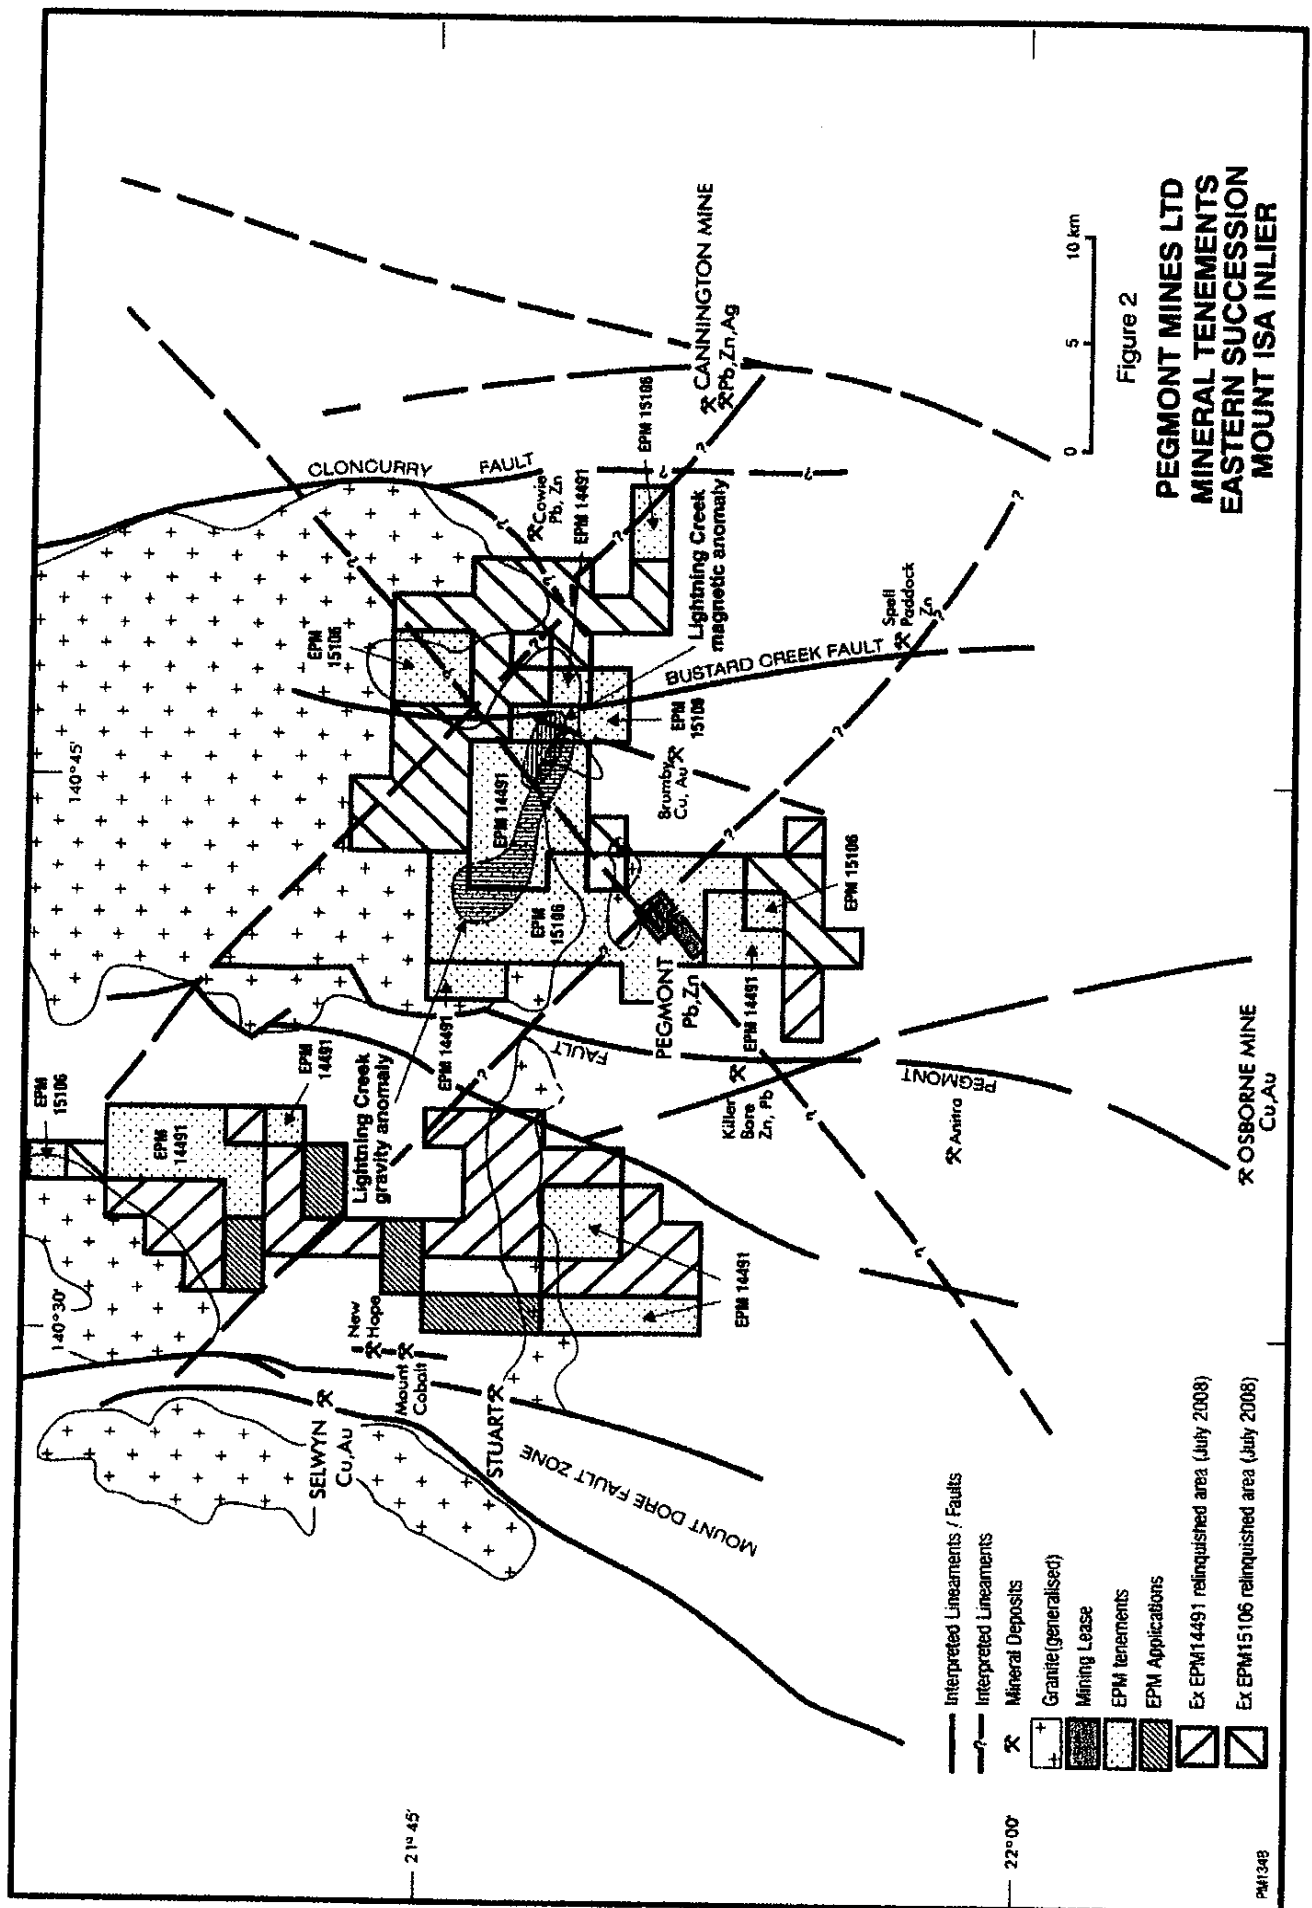 140°30'
140°45'
21° 45'
22°00'
EPM
15106
EPM
14491
EPM
14491
Lightning Creek
gravity anomaly
EPM 14491
EPM
15106
EPM 14491
EPM
15106
CLONCURRY
FAULT
Cowie
Pb, Zn
EPM 14491
EPM 15106
Lightning Creek
magnetic anomaly
CANNINGTON MINE
Pb,Zn,Ag
BUSTARD CREEK FAULT
Spell
Paddock
Zn
EPM
15106
Brumby
Cu, Au
EPM 15106
PEGMONT
Pb,Zn
EPM 14491
FAULT
PEGMONT
Killer
Bore
Zn, Pb
Anitra
OSBORNE MINE
Cu,Au
EPM 14491
New
Hope
Mount
Cobalt
SELWYN
Cu,Au
STUART
MOUNT DORE FAULT ZONE
Interpreted Lineaments / Faults
Interpreted Lineaments
Mineral Deposits
Granite(generalised)
Mining Lease
EPM tenements
EPM Applications
Ex EPM14491 relinquished area (July 2008)
Ex EPM15106 relinquished area (July 2008)
0
5
10 km
Figure 2
PEGMONT MINES LTD
MINERAL TENEMENTS
EASTERN SUCCESSION
MOUNT ISA INLIER
PM134B